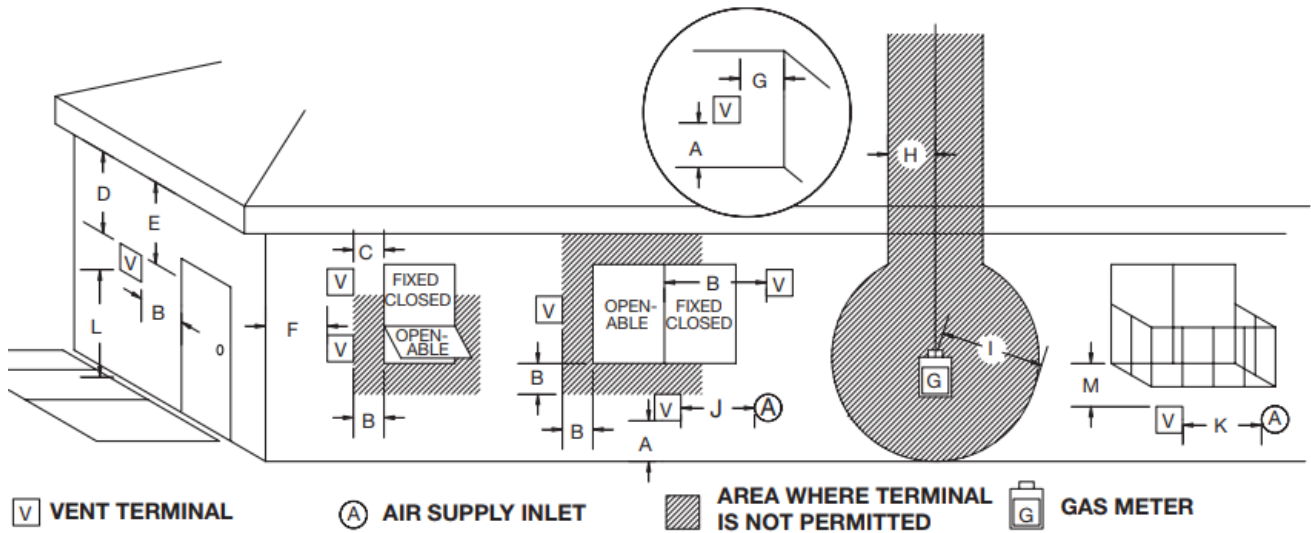 G
V
A
H
D
E
C
V
B
L
F
V
FIXED
CLOSED
V
OPEN-
ABLE
B
V
OPEN-
ABLE
FIXED
CLOSED
B
V
B
B
V
J
A
A
I
G
M
V
K
A
V VENT TERMINAL
A AIR SUPPLY INLET
AREA WHERE TERMINAL
IS NOT PERMITTED
G GAS METER